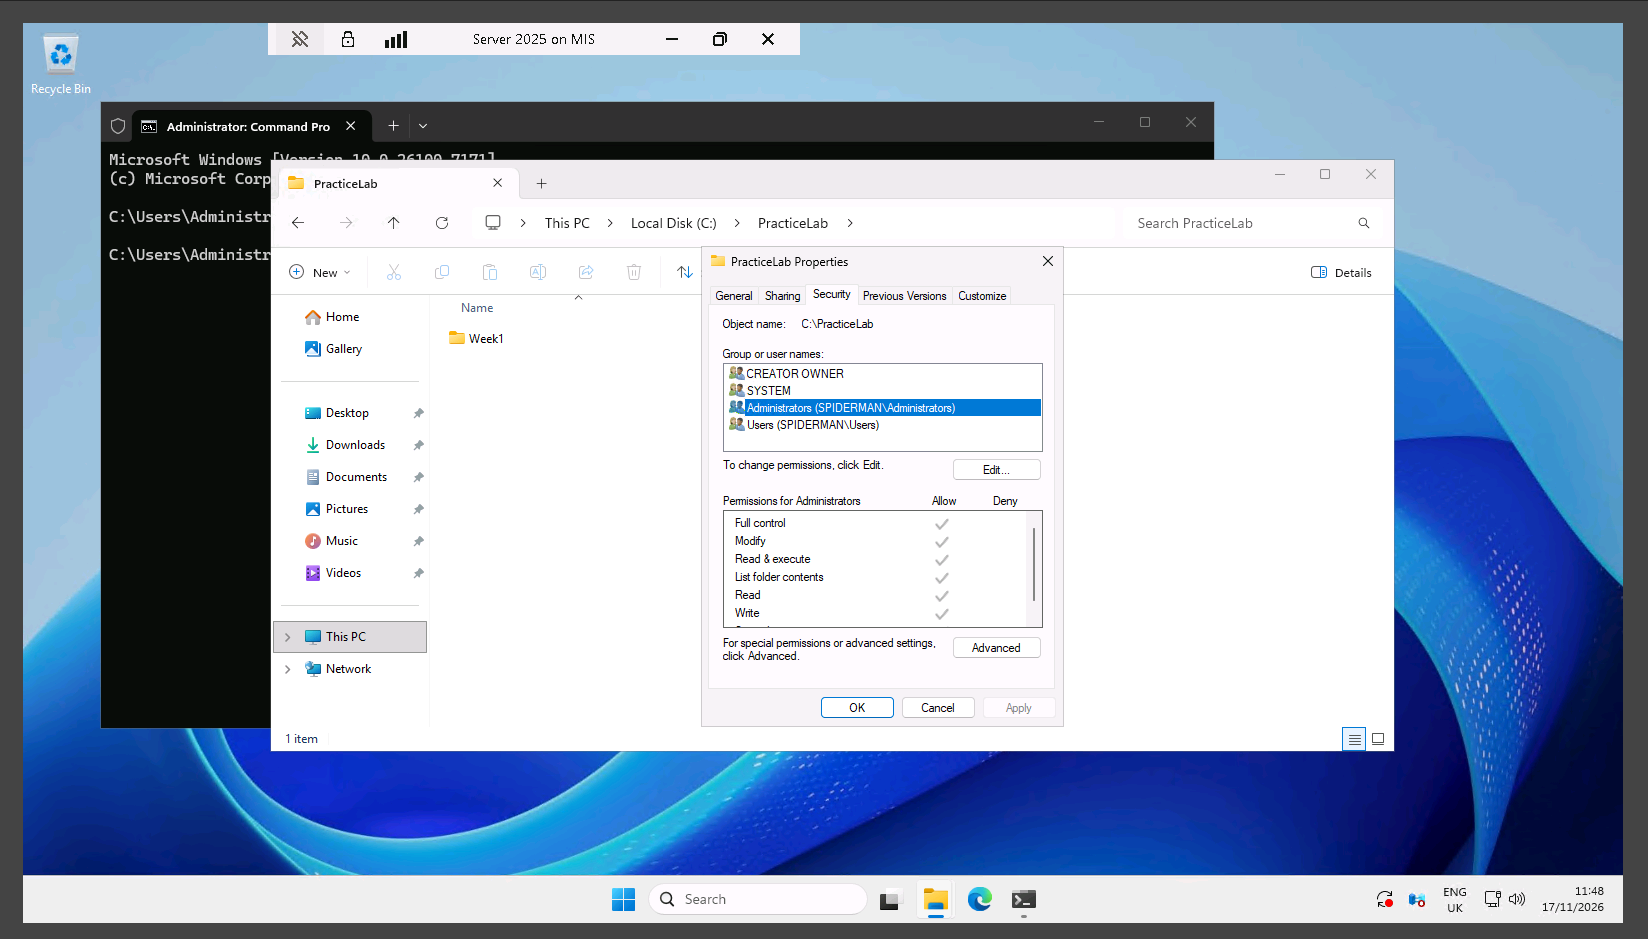 Server 2025 on MIS
Recycle Bin
Administrator: Command Pro
Microsoft Windows [Version 10.0.26100.7171]
(c) Microsoft Corp
C:\Users\Administr
C:\Users\Administr
PracticeLab
This PC > Local Disk (C:) > PracticeLab >
Search PracticeLab
New
Details
Home
Gallery
Desktop
Downloads
Documents
Pictures
Music
Videos
This PC
Network
Name
Week1
1 item
PracticeLab Properties
General Sharing Security Previous Versions Customize
Object name: C:\PracticeLab
Group or user names:
CREATOR OWNER
SYSTEM
Administrators (SPIDERMAN\Administrators)
Users (SPIDERMAN\Users)
To change permissions, click Edit.
Edit...
Permissions for Administrators Allow Deny
Full control
Modify
Read & execute
List folder contents
Read
Write
For special permissions or advanced settings,
click Advanced.
Advanced
OK Cancel Apply
Search
ENG
UK
11:48
17/11/2026